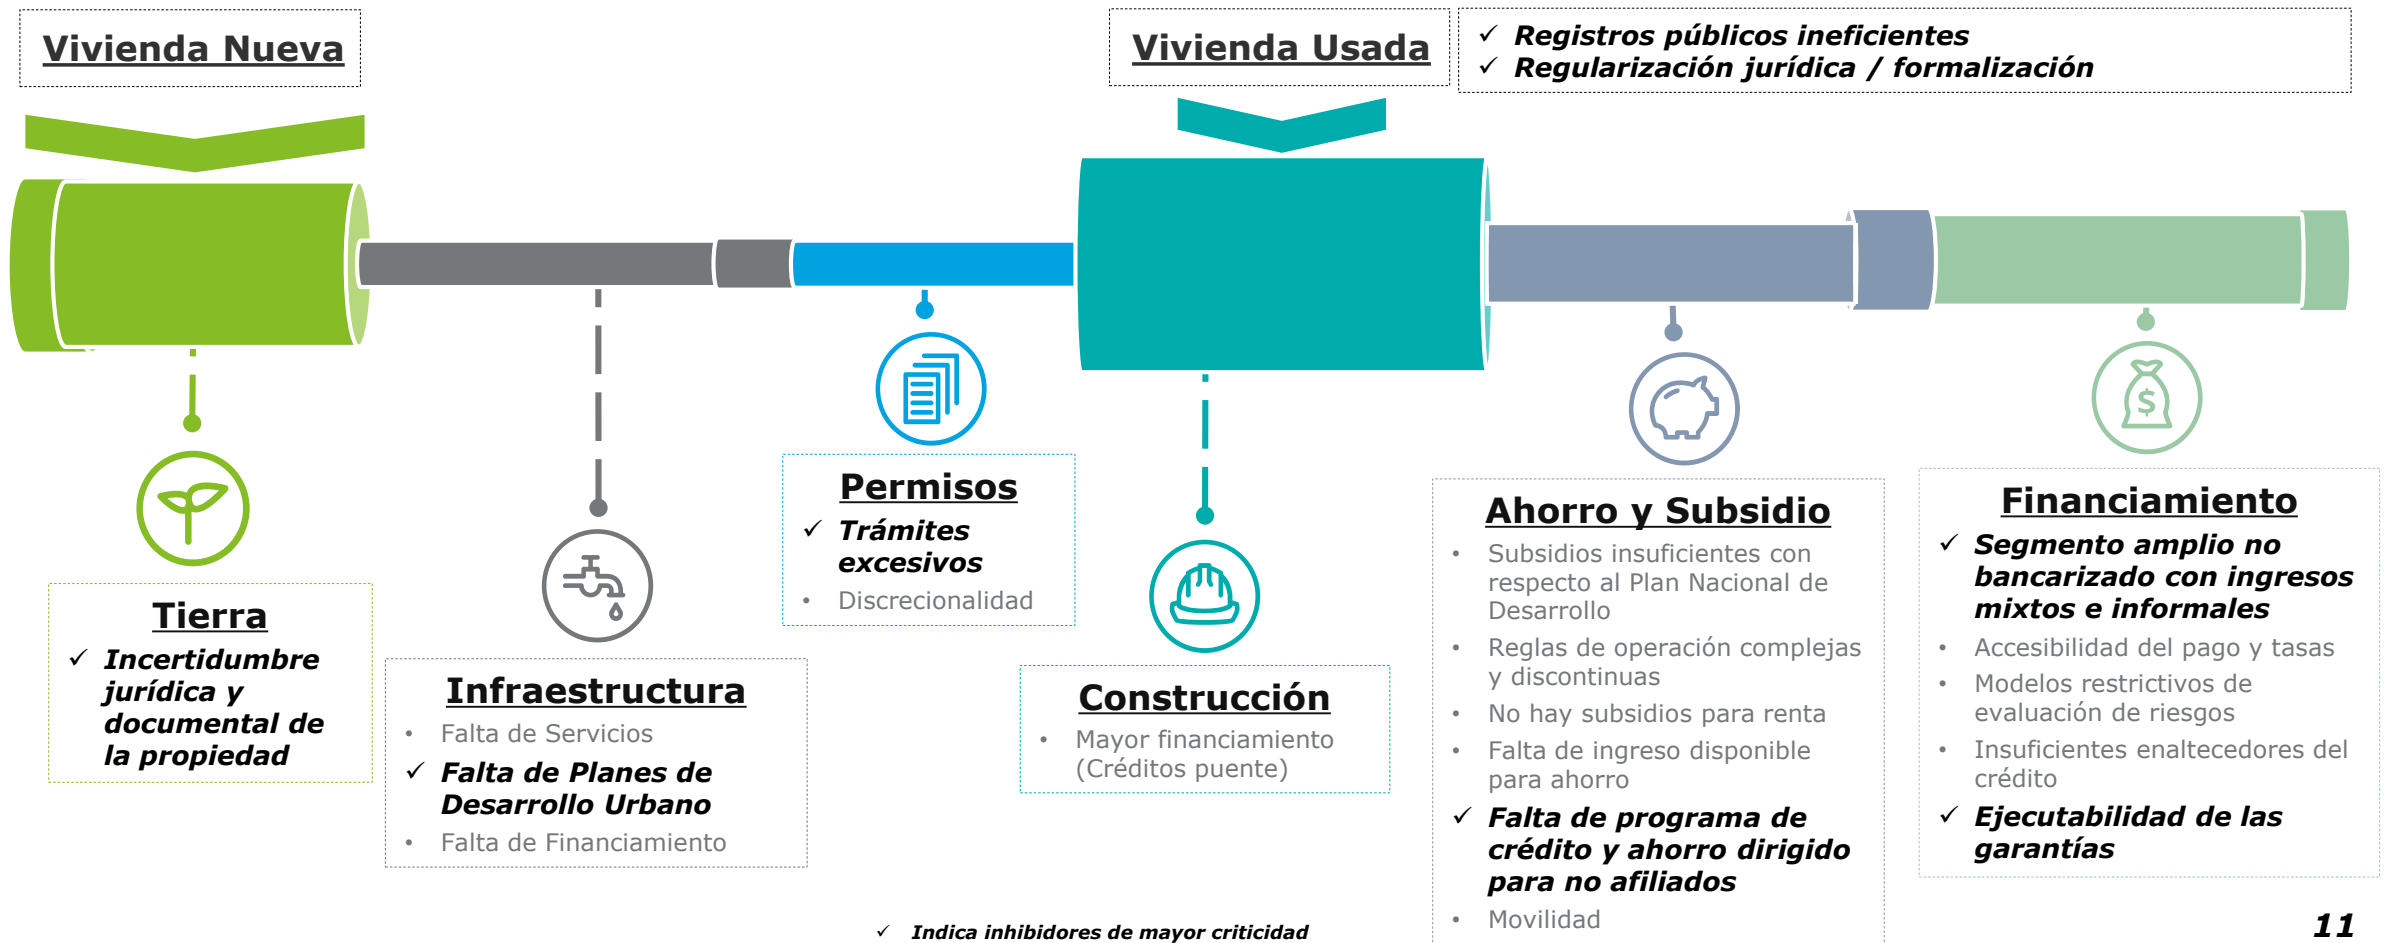 Vivienda Nueva
Vivienda Usada
✓ Registros públicos ineficientes
✓ Regularización jurídica / formalización
Tierra
✓ Incertidumbre
jurídica y
documental de
la propiedad
Infraestructura
• Falta de Servicios
✓ Falta de Planes de
Desarrollo Urbano
• Falta de Financiamiento
Permisos
✓ Trámites
excesivos
• Discrecionalidad
Construcción
• Mayor financiamiento
(Créditos puente)
Ahorro y Subsidio
• Subsidios insuficientes con
respecto al Plan Nacional de
Desarrollo
• Reglas de operación complejas
y discontinuas
• No hay subsidios para renta
• Falta de ingreso disponible
para ahorro
✓ Falta de programa de
crédito y ahorro dirigido
para no afiliados
• Movilidad
$
Financiamiento
✓ Segmento amplio no
bancarizado con ingresos
mixtos e informales
• Accesibilidad del pago y tasas
• Modelos restrictivos de
evaluación de riesgos
• Insuficientes enaltecedores del
crédito
✓ Ejecutabilidad de las
garantías
✓ Indica inhibidores de mayor criticidad
11